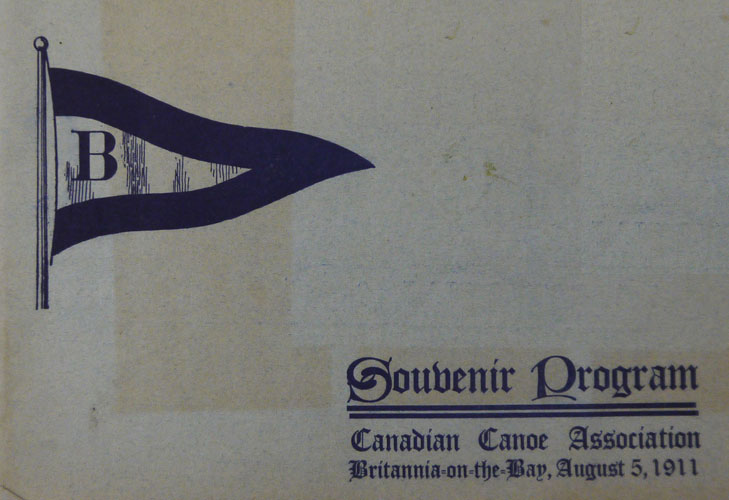 B
Souvenir Program
Canadian Canoe Association
Britannia-on-the-Bay, August 5, 1911